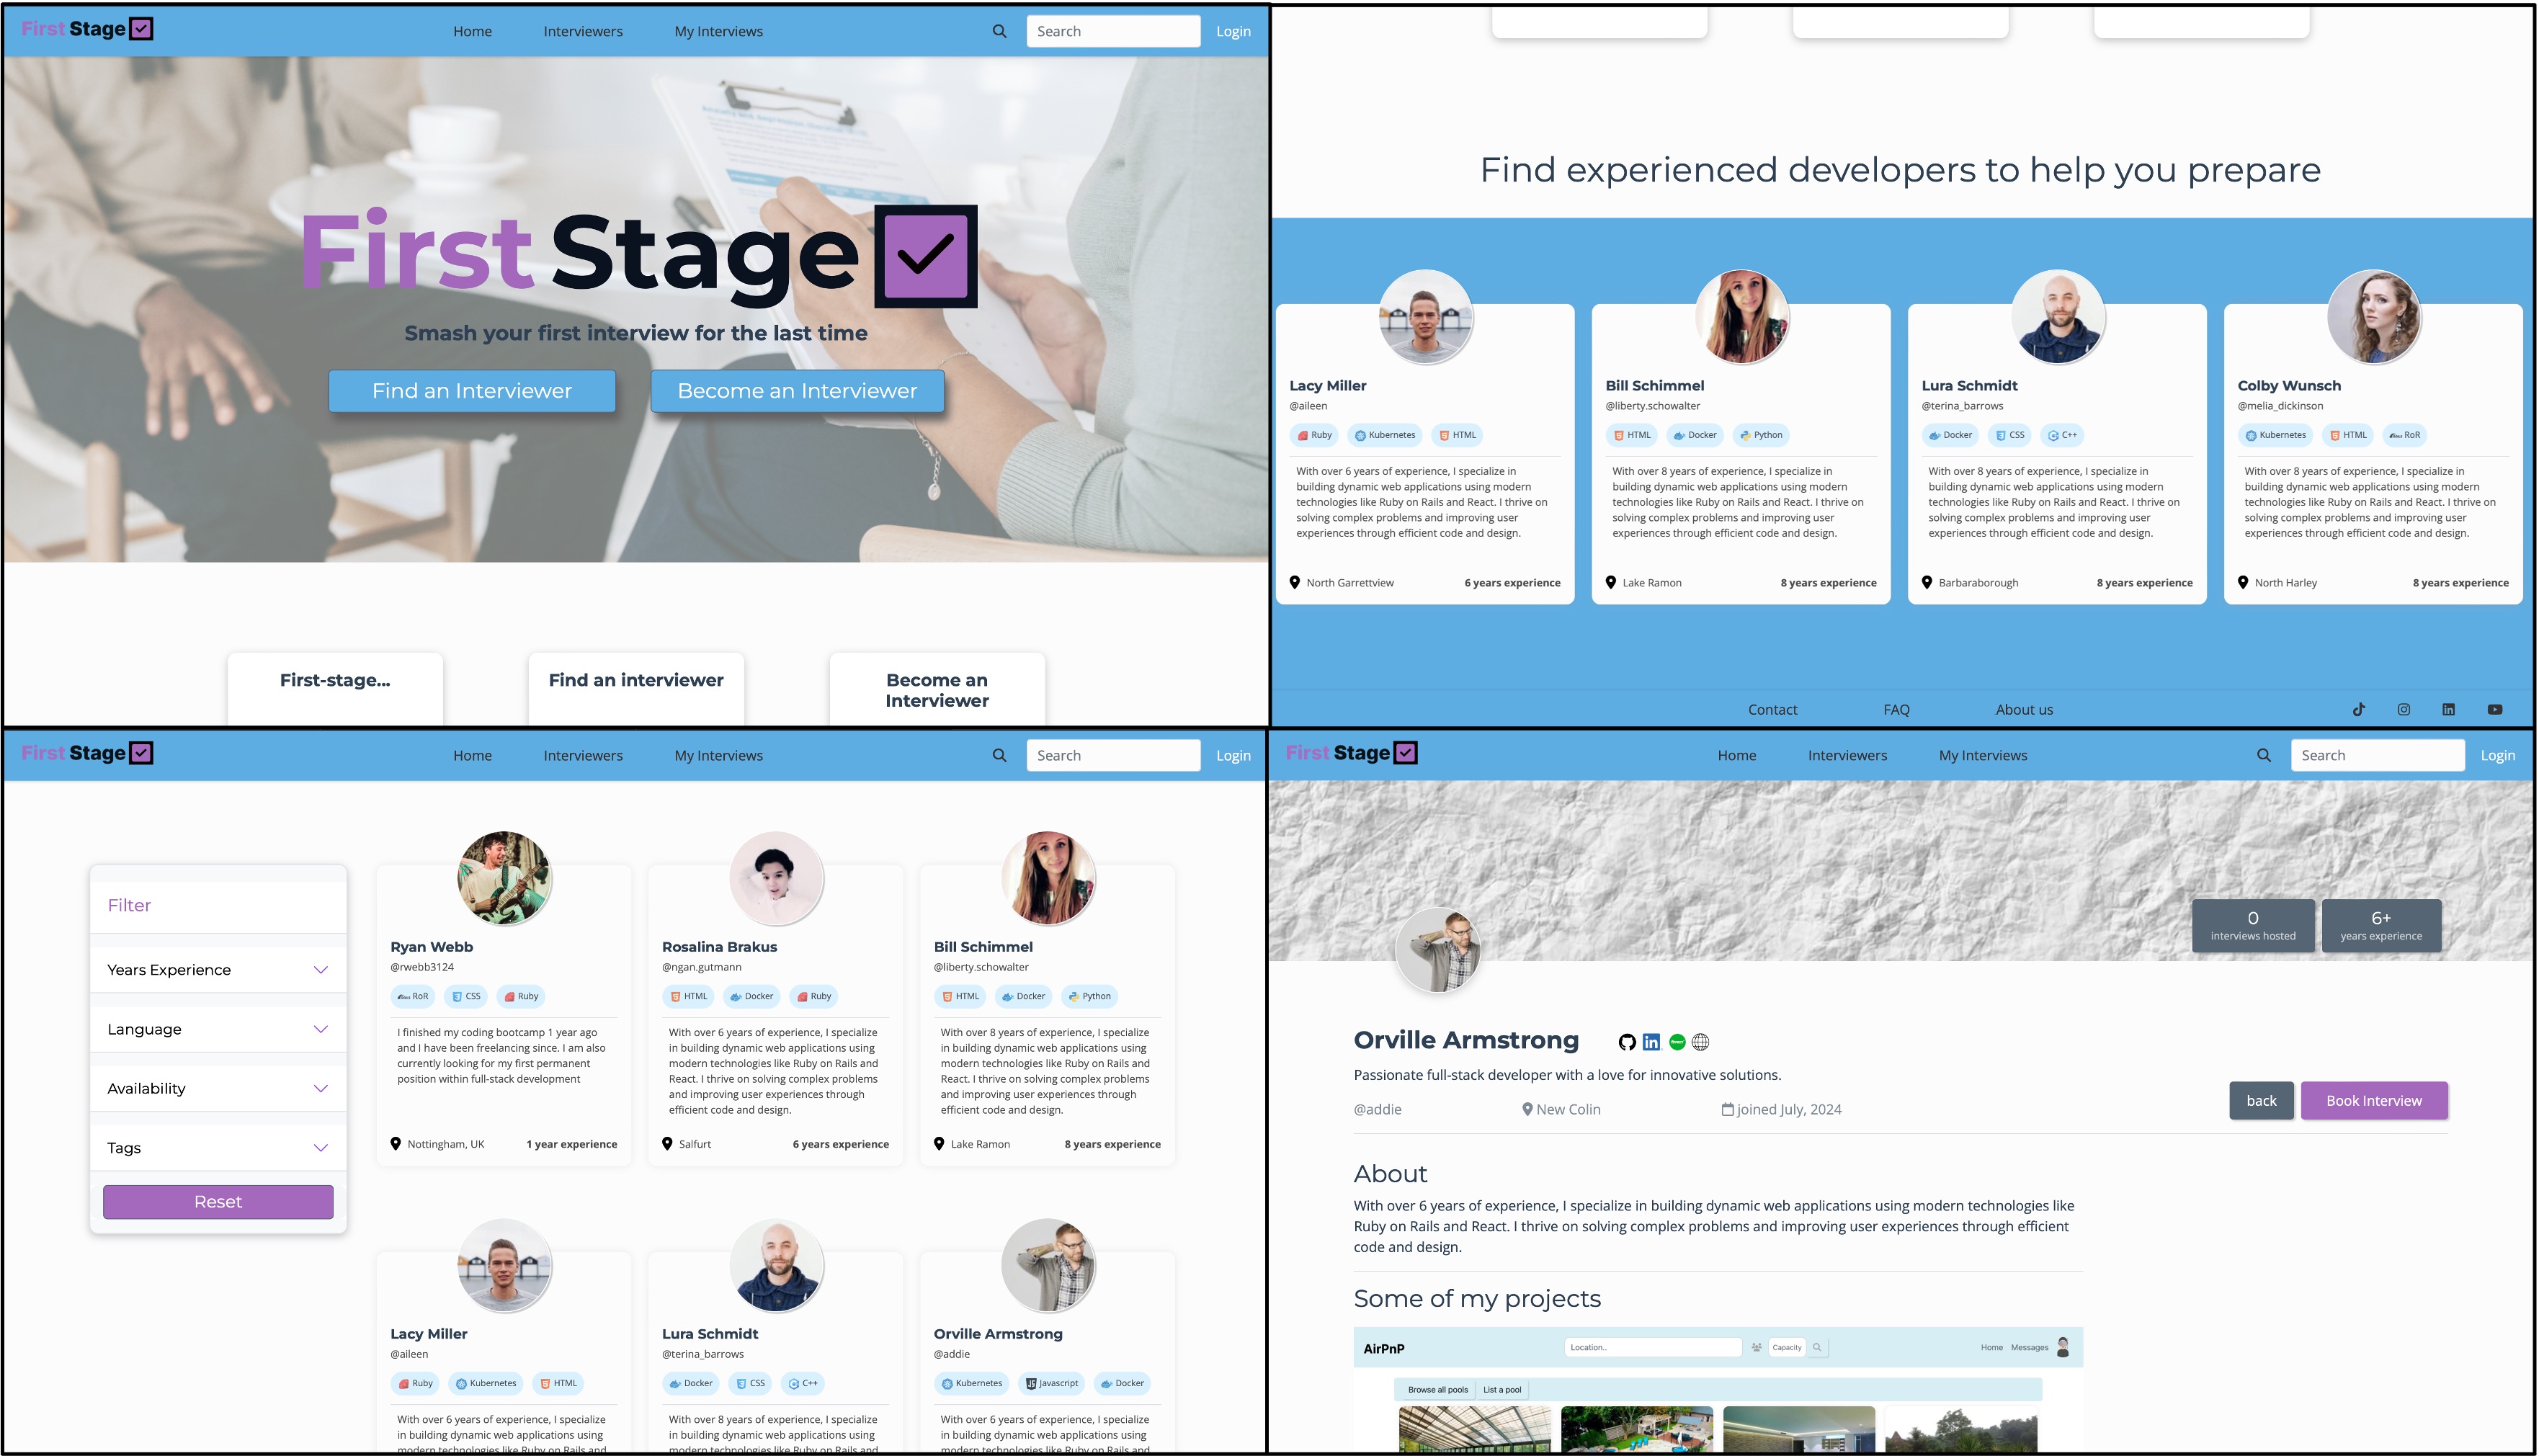 First Stage
Home
Interviewers
My Interviews
Search
Login
First Stage
Smash your first interview for the last time
Find an Interviewer
Become an Interviewer
First-stage...
Find an interviewer
Become an
Interviewer
Find experienced developers to help you prepare
Lacy Miller
@aileen
Ruby
Kubernetes
HTML
With over 6 years of experience, I specialize in
building dynamic web applications using modern
technologies like Ruby on Rails and React. I thrive on
solving complex problems and improving user
experiences through efficient code and design.
North Garrettview
6 years experience
Bill Schimmel
@liberty.schowalter
HTML
Docker
Python
With over 8 years of experience, I specialize in
building dynamic web applications using modern
technologies like Ruby on Rails and React. I thrive on
solving complex problems and improving user
experiences through efficient code and design.
Lake Ramon
8 years experience
Lura Schmidt
@terina_barrows
Docker
CSS
C++
With over 8 years of experience, I specialize in
building dynamic web applications using modern
technologies like Ruby on Rails and React. I thrive on
solving complex problems and improving user
experiences through efficient code and design.
Barbaraborough
8 years experience
Colby Wunsch
@melia_dickinson
Kubernetes
HTML
RoR
With over 8 years of experience, I specialize in
building dynamic web applications using modern
technologies like Ruby on Rails and React. I thrive on
solving complex problems and improving user
experiences through efficient code and design.
North Harley
8 years experience
Contact
FAQ
About us
First Stage
Home
Interviewers
My Interviews
Search
Login
Filter
Years Experience
Language
Availability
Tags
Reset
Ryan Webb
@rwebb3124
RoR
CSS
Ruby
I finished my coding bootcamp 1 year ago
and I have been freelancing since. I am also
currently looking for my first permanent
position within full-stack development
Nottingham, UK
1 year experience
Rosalina Brakus
@ngan.gutmann
HTML
Docker
Ruby
With over 6 years of experience, I specialize
in building dynamic web applications using
modern technologies like Ruby on Rails and
React. I thrive on solving complex problems
and improving user experiences through
efficient code and design.
Salfurt
6 years experience
Bill Schimmel
@liberty.schowalter
HTML
Docker
Python
With over 8 years of experience, I specialize
in building dynamic web applications using
modern technologies like Ruby on Rails and
React. I thrive on solving complex problems
and improving user experiences through
efficient code and design.
Lake Ramon
8 years experience
Lacy Miller
@aileen
Ruby
Kubernetes
HTML
With over 6 years of experience, I specialize
in building dynamic web applications using
modern technologies like Ruby on Rails and
Lura Schmidt
@terina_barrows
Docker
CSS
C++
With over 8 years of experience, I specialize
in building dynamic web applications using
modern technologies like Ruby on Rails and
Orville Armstrong
@addie
Kubernetes
Javascript
Docker
With over 6 years of experience, I specialize
in building dynamic web applications using
modern technologies like Ruby on Rails and
First Stage
Home
Interviewers
My Interviews
Search
Login
0
interviews hosted
6+
years experience
Orville Armstrong
Passionate full-stack developer with a love for innovative solutions.
@addie
New Colin
joined July, 2024
back
Book Interview
About
With over 6 years of experience, I specialize in building dynamic web applications using modern technologies like
Ruby on Rails and React. I thrive on solving complex problems and improving user experiences through efficient
code and design.
Some of my projects
AirPnP
Location..
Capacity
Home
Messages
Browse all pools
List a pool